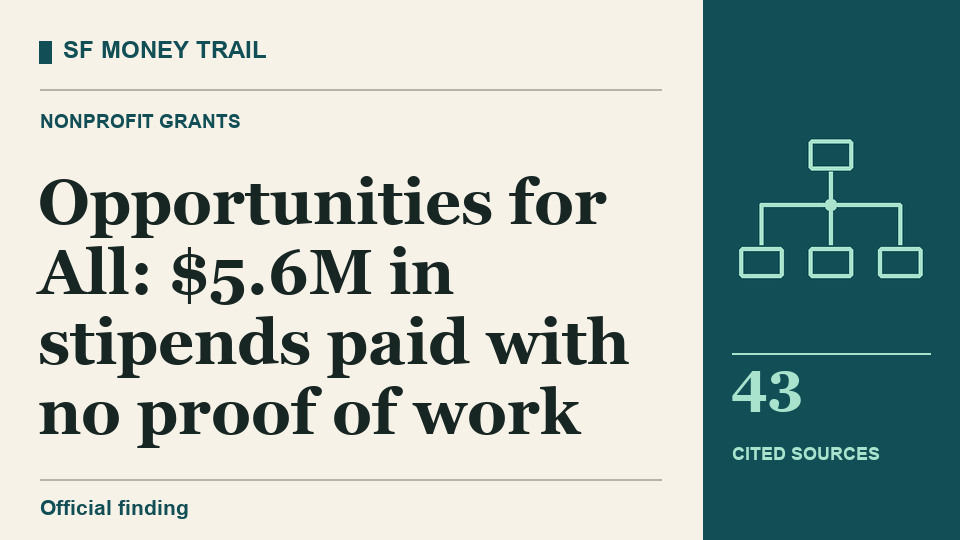 SF MONEY TRAIL
NONPROFIT GRANTS
Opportunities for
All: $5.6M in
stipends paid with
no proof of work
Official finding
43
CITED SOURCES